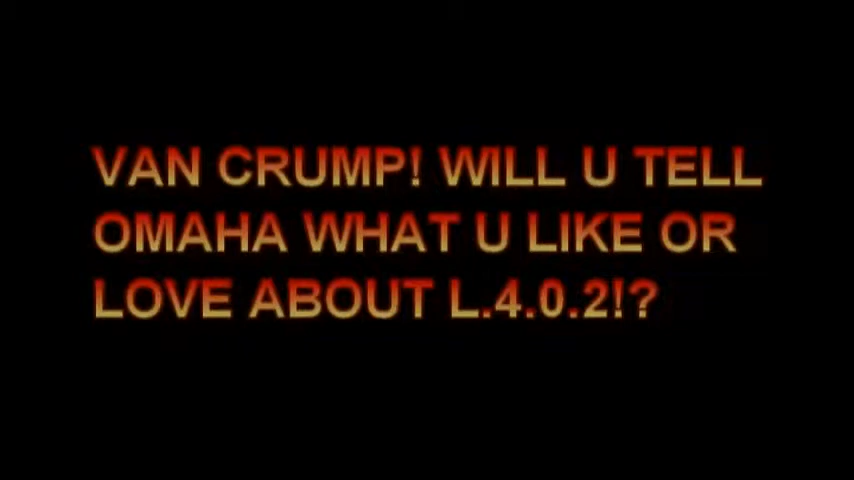 VAN CRUMP! WILL U TELL
OMAHA WHAT U LIKE OR
LOVE ABOUT L.4.0.2!?